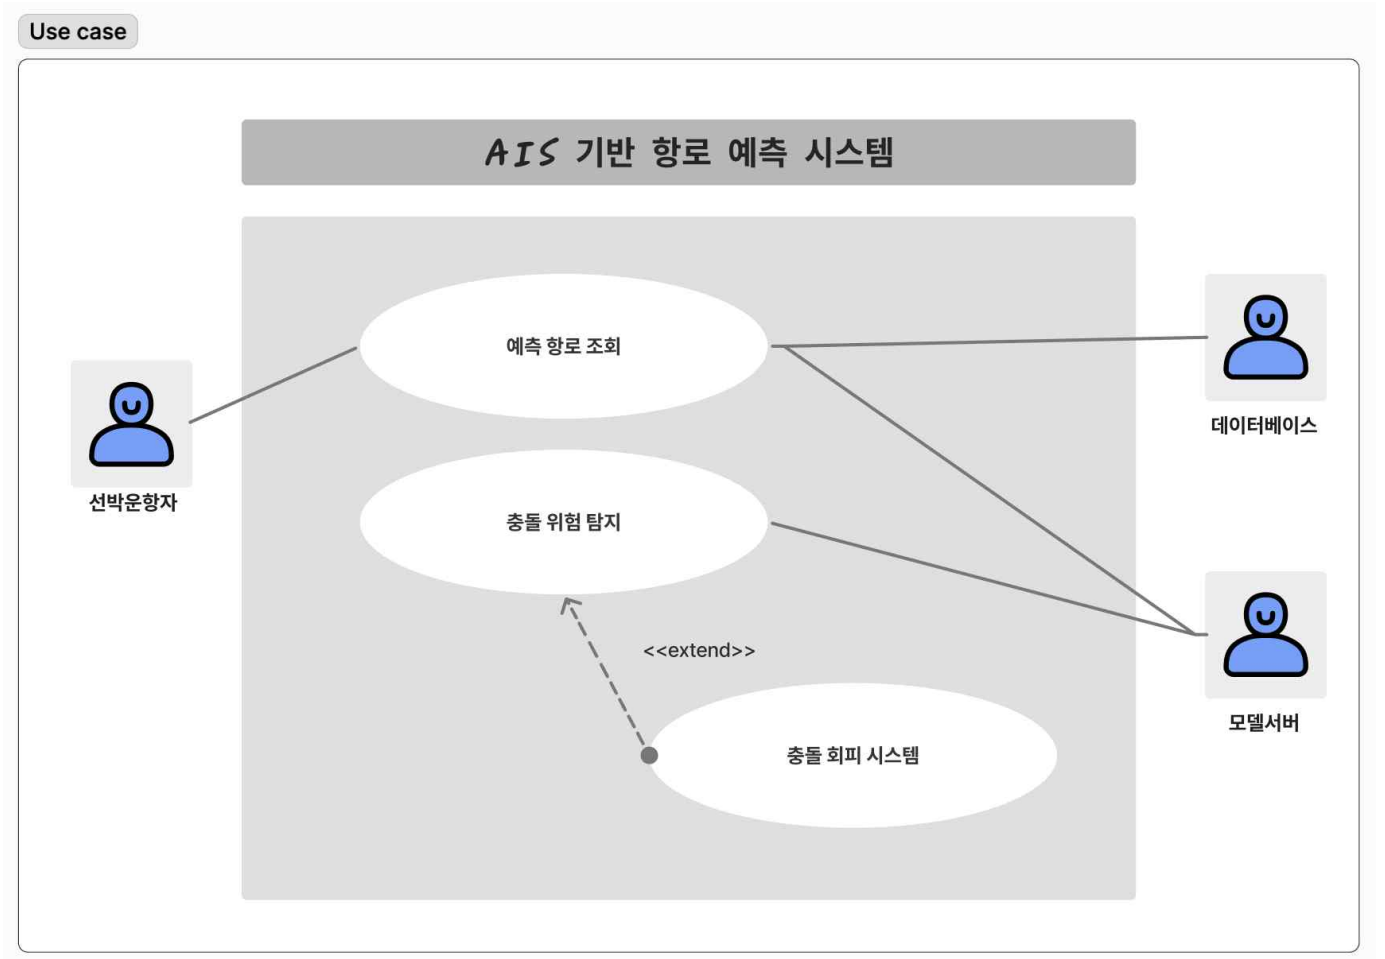 Use case
AIS 기반 항로 예측 시스템
예측 항로 조회
데이터베이스
선박운항자
충돌 위험 탐지
<<extend>>
모델서버
충돌 회피 시스템